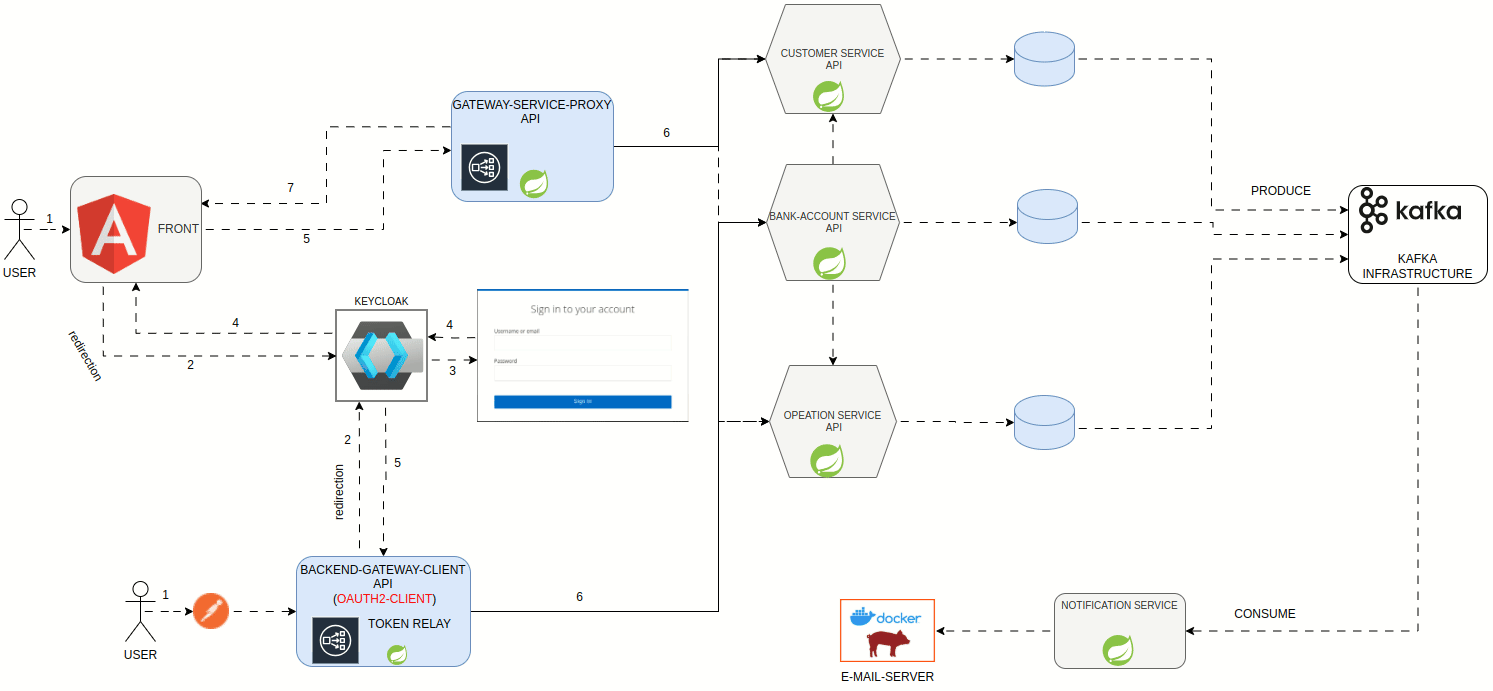 CUSTOMER SERVICE
API
GATEWAY-SERVICE-PROXY
API
6
7
5
1
USER
FRONT
BANK-ACCOUNT SERVICE
API
PRODUCE
kafka
KAFKA
INFRASTRUCTURE
redirection
4
2
KEYCLOAK
4
3
Sign in to your account
Username or email
Password
Sign In
OPEATION SERVICE
API
2
redirection
5
1
USER
BACKEND-GATEWAY-CLIENT
API
(OAUTH2-CLIENT)
TOKEN RELAY
6
docker
E-MAIL-SERVER
NOTIFICATION SERVICE
CONSUME